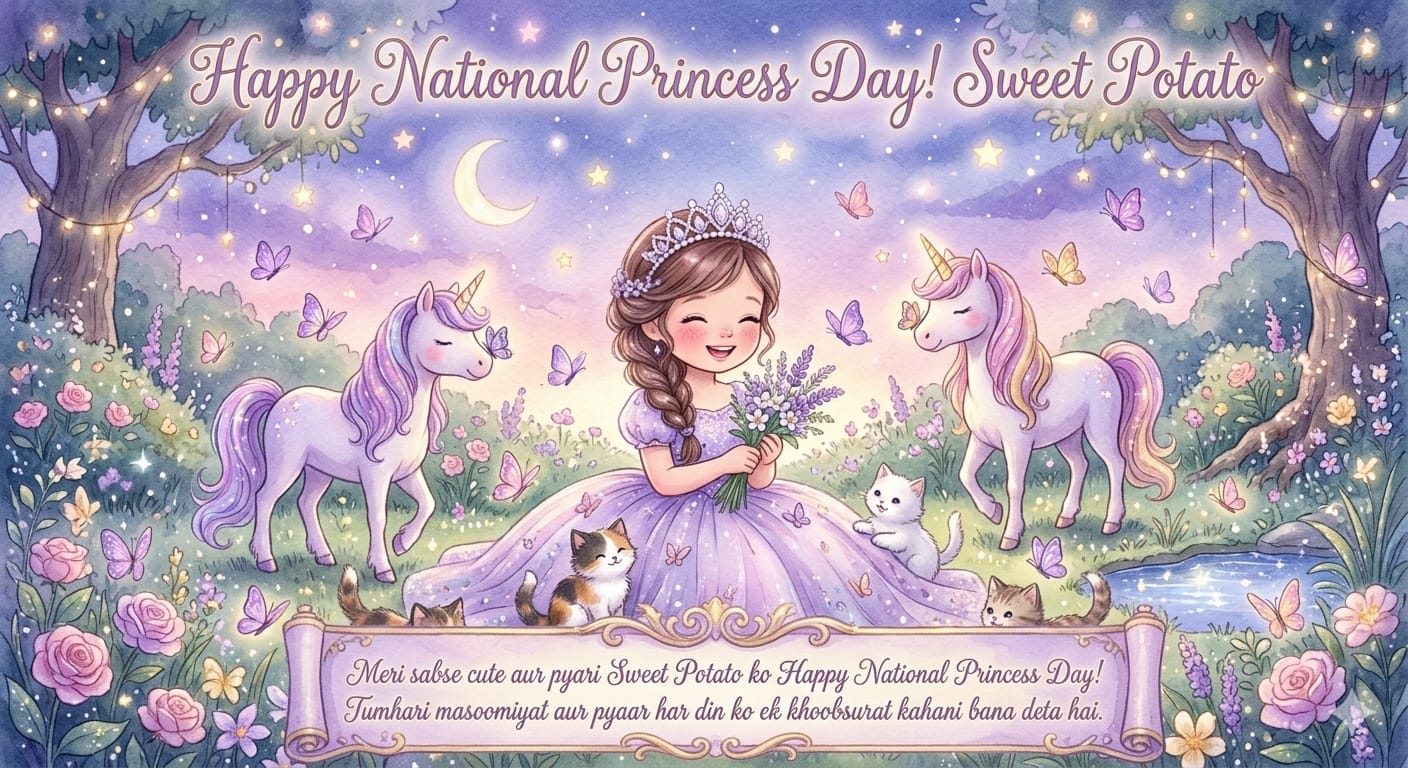 Happy National Princess Day! Sweet Potato
Meri sabse cute aur pyari Sweet Potato ko Happy National Princess Day!
Tumhari masoomiyat aur pyaar har din ko ek khoobsurat kahani bana deta hai.